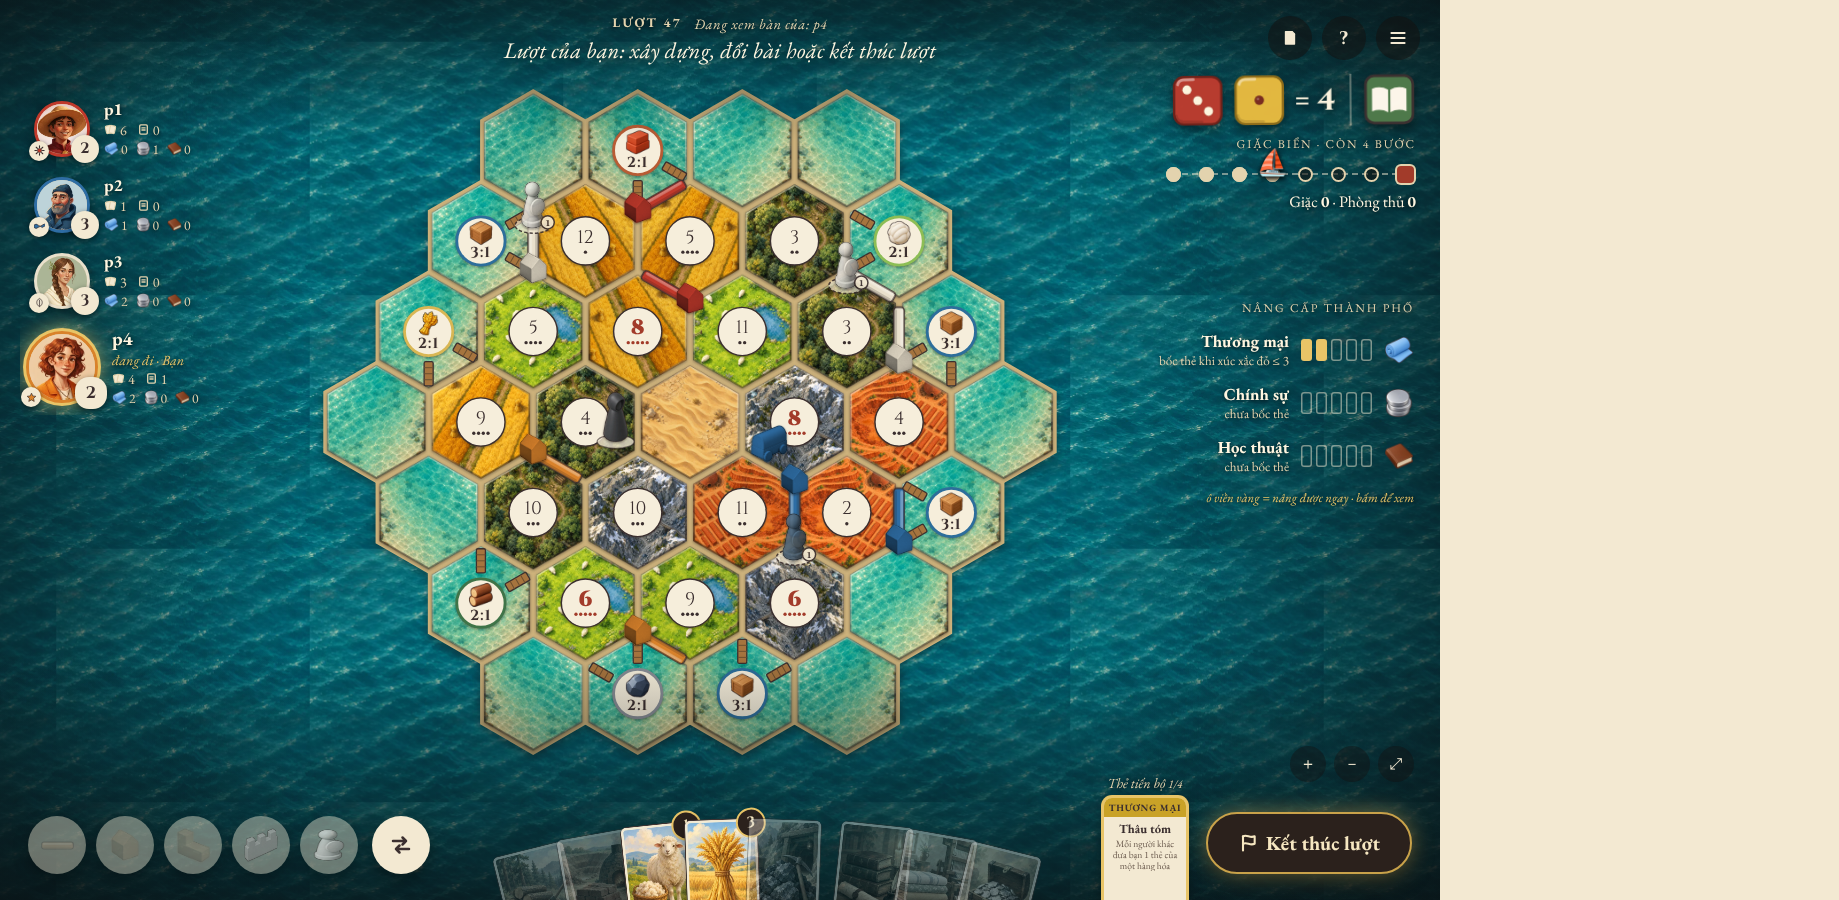 LƯỢT 47 Đang xem bàn của: p4
Lượt của bạn: xây dựng, đổi bài hoặc kết thúc lượt
?
p1
6 0
2 0 1 0
p2
1 0
3 1 0 0
p3
3 0
3 2 0 0
p4
đang đi · Bạn
4 1
2 2 0 0
= 4
GIẶC BIỂN · CÒN 4 BƯỚC
Giặc 0 · Phòng thủ 0
NÂNG CẤP THÀNH PHỐ
Thương mại
bốc thẻ khi xúc xắc đỏ ≤ 3
Chính sự
chưa bốc thẻ
Học thuật
chưa bốc thẻ
ô viền vàng = nâng được ngay · bấm để xem
2:1
3:1 1 12 5 3 2:1
2:1 5 8 11 3 1 3:1
9 4 8 4
10 10 11 2 3:1
1
2:1 6 9 6
2:1 3:1
+ −
3
Thẻ tiến bộ 1/4
THƯƠNG MẠI
Thâu tóm
Mỗi người khác
đưa bạn 1 thẻ của
một hàng hóa
Kết thúc lượt